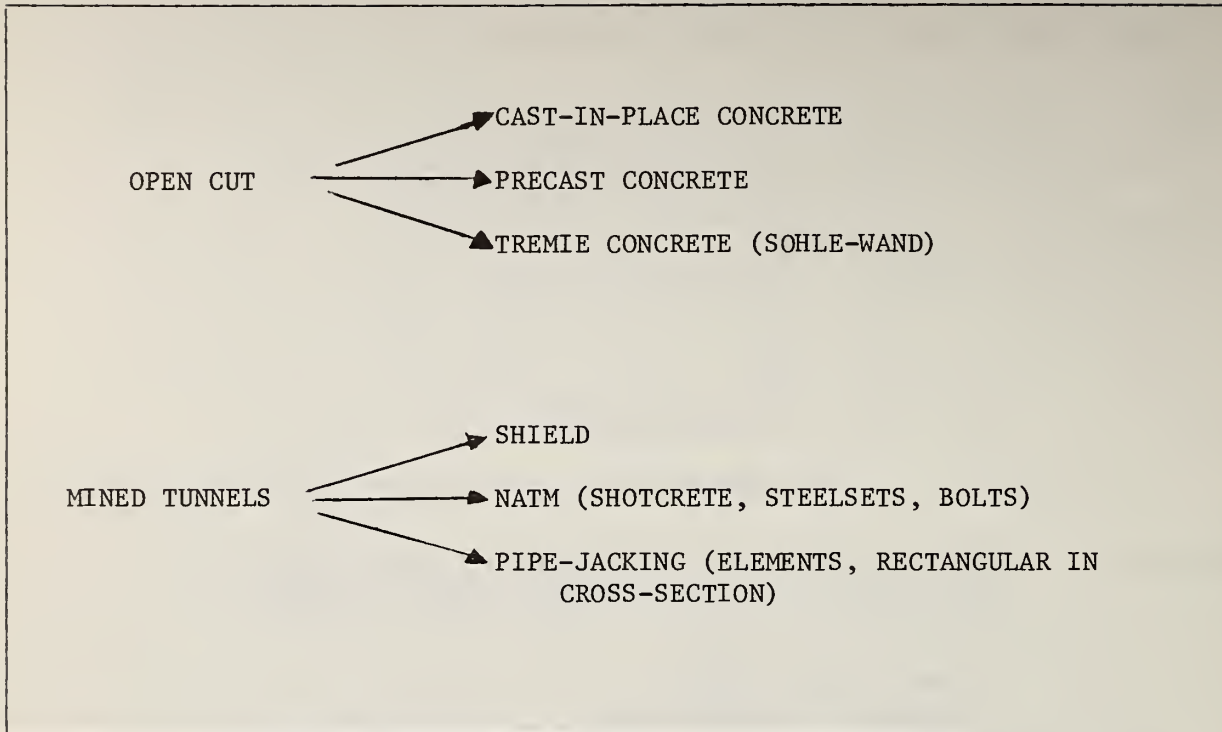 CAST-IN-PLACE CONCRETE
OPEN CUT
PRECAST CONCRETE
TREMIE CONCRETE (SOHLE-WAND)
SHIELD
MINED TUNNELS
NATM (SHOTCRETE, STEELSETS, BOLTS)
PIPE-JACKING (ELEMENTS, RECTANGULAR IN
CROSS-SECTION)